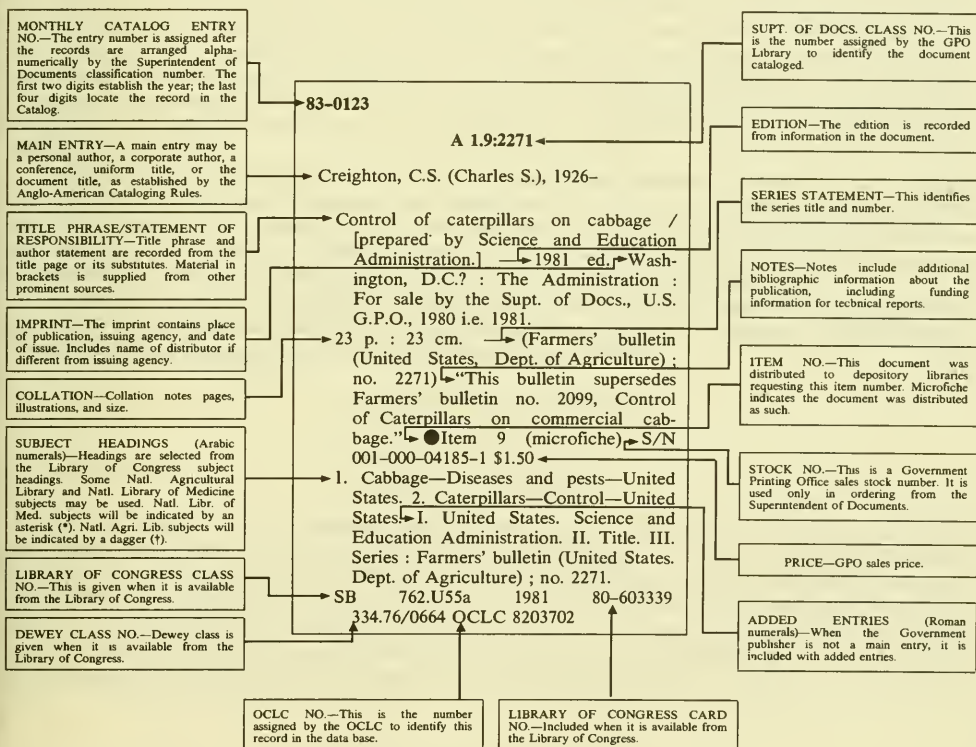 MONTHLY CATALOG ENTRY
NO.—The entry number is assigned after
the records are arranged alpha-
numerically by the Superintendent of
Documents classification number. The
first two digits establish the year; the last
four digits locate the record in the
Catalog.
MAIN ENTRY—A main entry may be
a personal author, a corporate author, a
conference, uniform title, or the
document title, as established by the
Anglo-American Cataloging Rules.
TITLE PHRASE/STATEMENT OF
RESPONSIBILITY—Title phrase and
author statement are recorded from the
title page or its substitutes. Material in
brackets is supplied from other
prominent sources.
IMPRINT—The imprint contains place
of publication, issuing agency, and date
of issue. Includes name of distributor if
different from issuing agency.
COLLATION—Collation notes pages,
illustrations, and size.
SUBJECT HEADINGS (Arabic
numerals)—Headings are selected from
the Library of Congress subject
headings. Some Natl. Agricultural
Library and Natl. Library of Medicine
subjects may be used. Natl. Libr. of
Med. subjects will be indicated by an
asterisk (*). Natl. Agri. Lib. subjects will
be indicated by a dagger (†).
LIBRARY OF CONGRESS CLASS
NO.—This is given when it is available
from the Library of Congress.
DEWEY CLASS NO.—Dewey class is
given when it is available from the
Library of Congress.
83-0123
A 1.9:2271
Creighton, C.S. (Charles S.), 1926–
Control of caterpillars on cabbage /
[prepared by Science and Education
Administration.] 1981 ed. Wash-
ington, D.C.? : The Administration :
For sale by the Supt. of Docs., U.S.
G.P.O., 1980 i.e. 1981.
23 p. : 23 cm. (Farmers' bulletin
(United States, Dept. of Agriculture) ;
no. 2271) "This bulletin supersedes
Farmers' bulletin no. 2099, Control
of Caterpillars on commercial cab-
bage." ●Item 9 (microfiche) S/N
001-000-04185-1 $1.50
1. Cabbage—Diseases and pests—United
States. 2. Caterpillars—Control—United
States. I. United States. Science and
Education Administration. II. Title. III.
Series : Farmers' bulletin (United States.
Dept. of Agriculture) ; no. 2271.
SB 762.U55a 1981 80-603339
334.76/0664 OCLC 8203702
SUPT. OF DOCS. CLASS NO.—This
is the number assigned by the GPO
Library to identify the document
cataloged.
EDITION—The edition is recorded
from information in the document.
SERIES STATEMENT—This identifies
the series title and number.
NOTES—Notes include additional
bibliographic information about the
publication, including funding
information for technical reports.
ITEM NO.—This document was
distributed to depository libraries
requesting this item number. Microfiche
indicates the document was distributed
as such.
STOCK NO.—This is a Government
Printing Office sales stock number. It is
used only in ordering from the
Superintendent of Documents.
PRICE—GPO sales price.
ADDED ENTRIES (Roman
numerals)—When the Government
publisher is not a main entry, it is
included with added entries.
OCLC NO.—This is the number
assigned by the OCLC to identify this
record in the data base.
LIBRARY OF CONGRESS CARD
NO.—Included when it is available from
the Library of Congress.